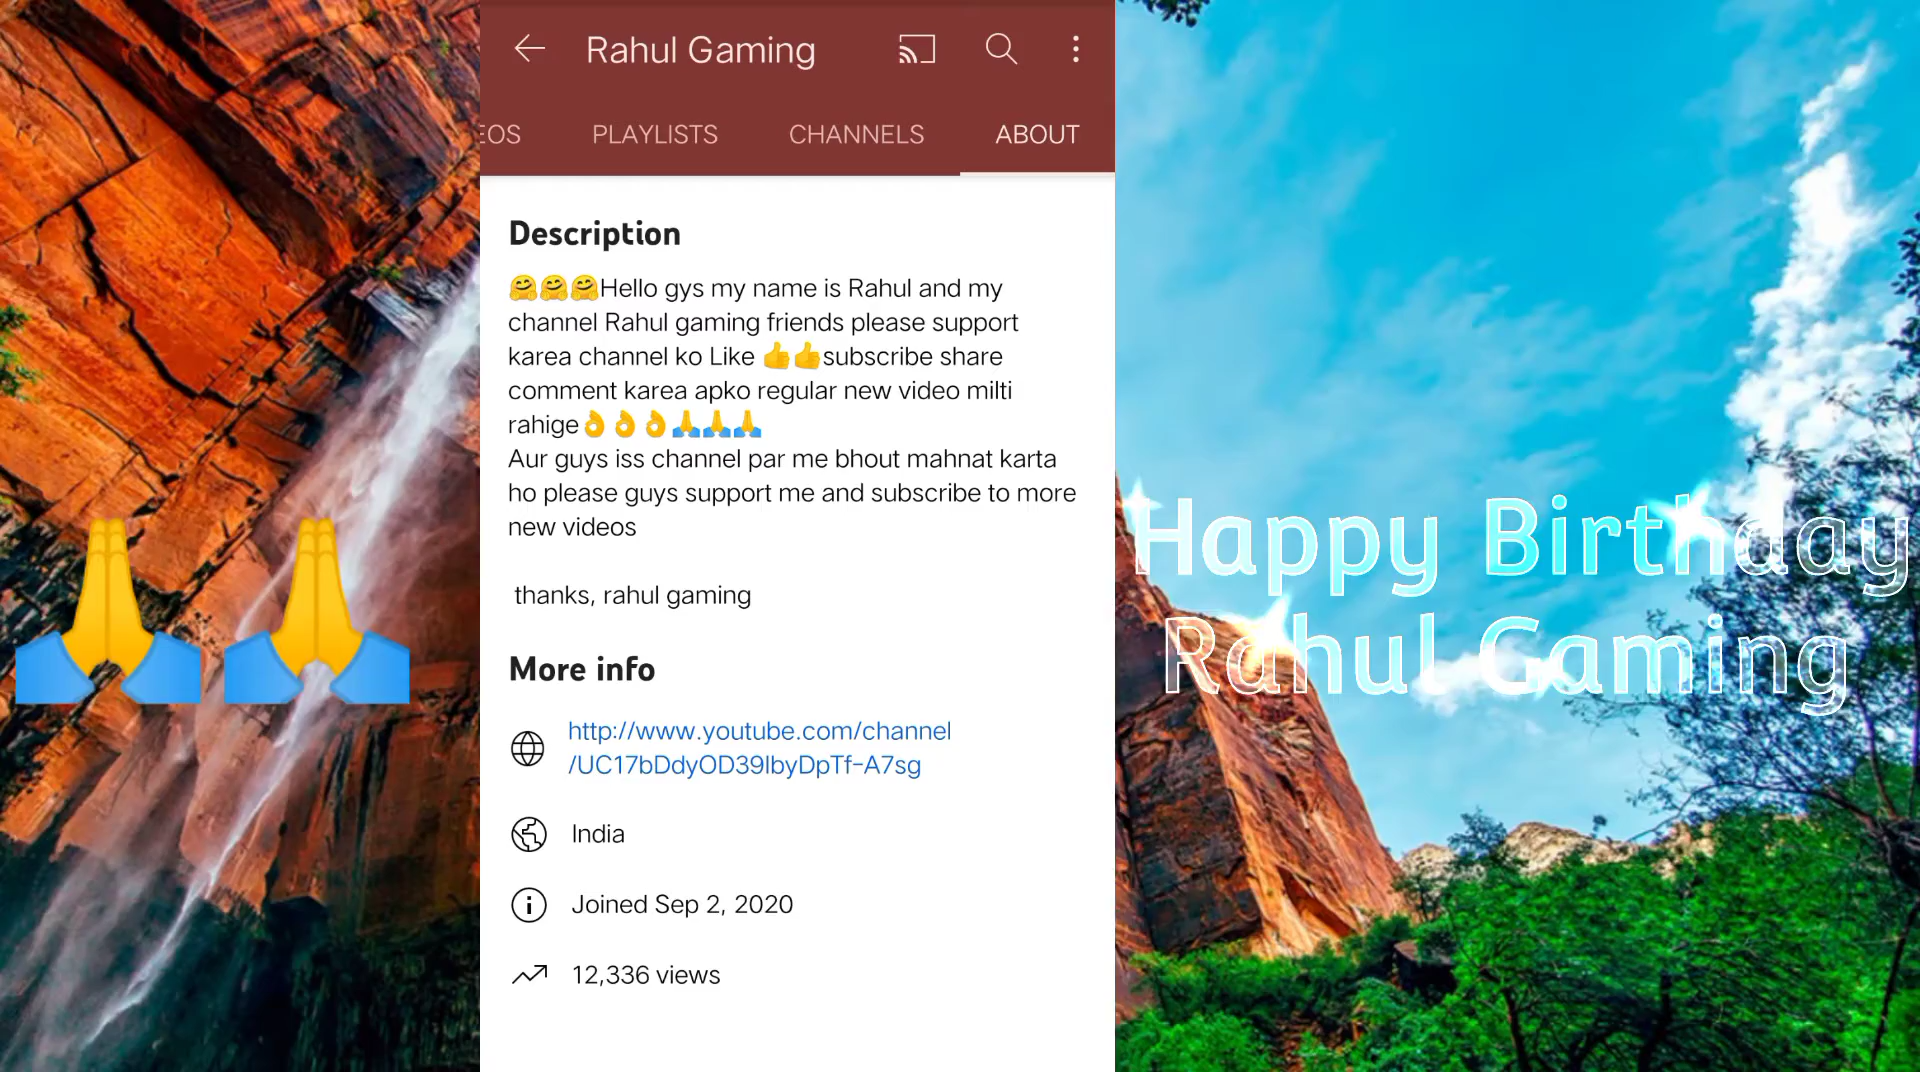 Rahul Gaming
EOS PLAYLISTS CHANNELS ABOUT
Description
🤗🤗🤗Hello gys my name is Rahul and my
channel Rahul gaming friends please support
karea channel ko Like 👍👍subscribe share
comment karea apko regular new video milti
rahige👌👌👌🙏🙏🙏
Aur guys iss channel par me bhout mahnat karta
ho please guys support me and subscribe to more
new videos
thanks, rahul gaming
More info
http://www.youtube.com/channel
/UC17bDdyOD39IbyDpTf-A7sg
India
Joined Sep 2, 2020
12,336 views
Happy Birthday
Rahul Gaming